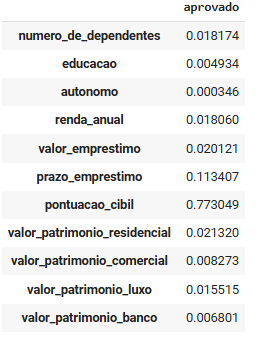 aprovado
numero_de_dependentes 0.018174
educacao 0.004934
autonomo 0.000346
renda_anual 0.018060
valor_emprestimo 0.020121
prazo_emprestimo 0.113407
pontuacao_cibil 0.773049
valor_patrimonio_residencial 0.021320
valor_patrimonio_comercial 0.008273
valor_patrimonio_luxo 0.015515
valor_patrimonio_banco 0.006801